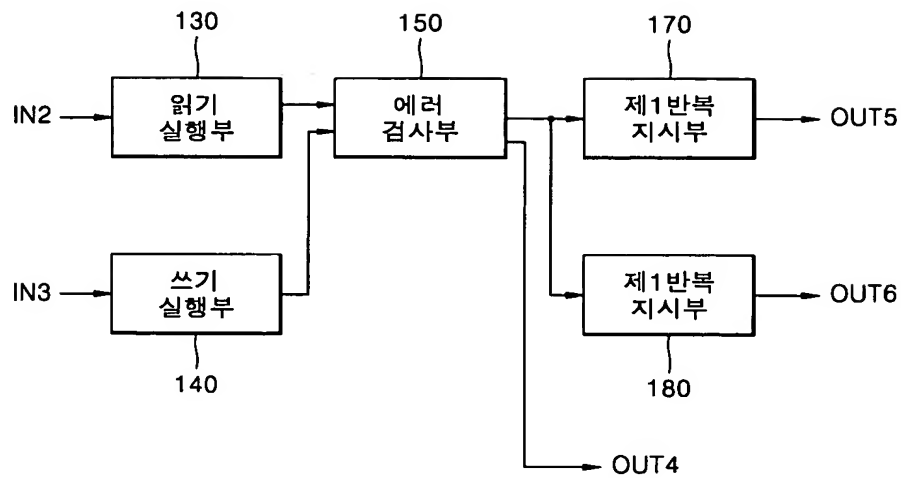 130
150
170
IN2
읽기
실행부
에러
검사부
제1반복
지시부
OUT5
IN3
쓰기
실행부
제1반복
지시부
OUT6
140
180
OUT4